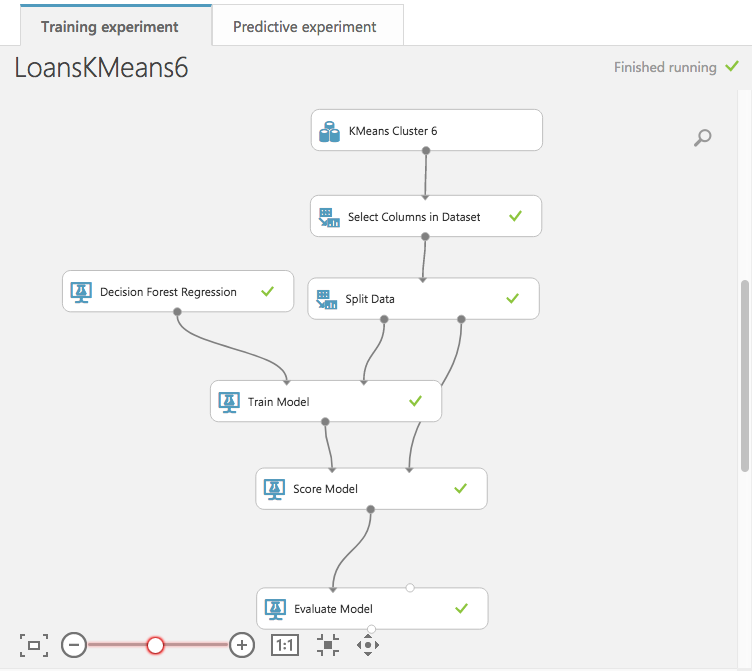 Training experiment
Predictive experiment
LoansKMeans6
Finished running
KMeans Cluster 6
Select Columns in Dataset
Decision Forest Regression
Split Data
Train Model
Score Model
Evaluate Model
1:1